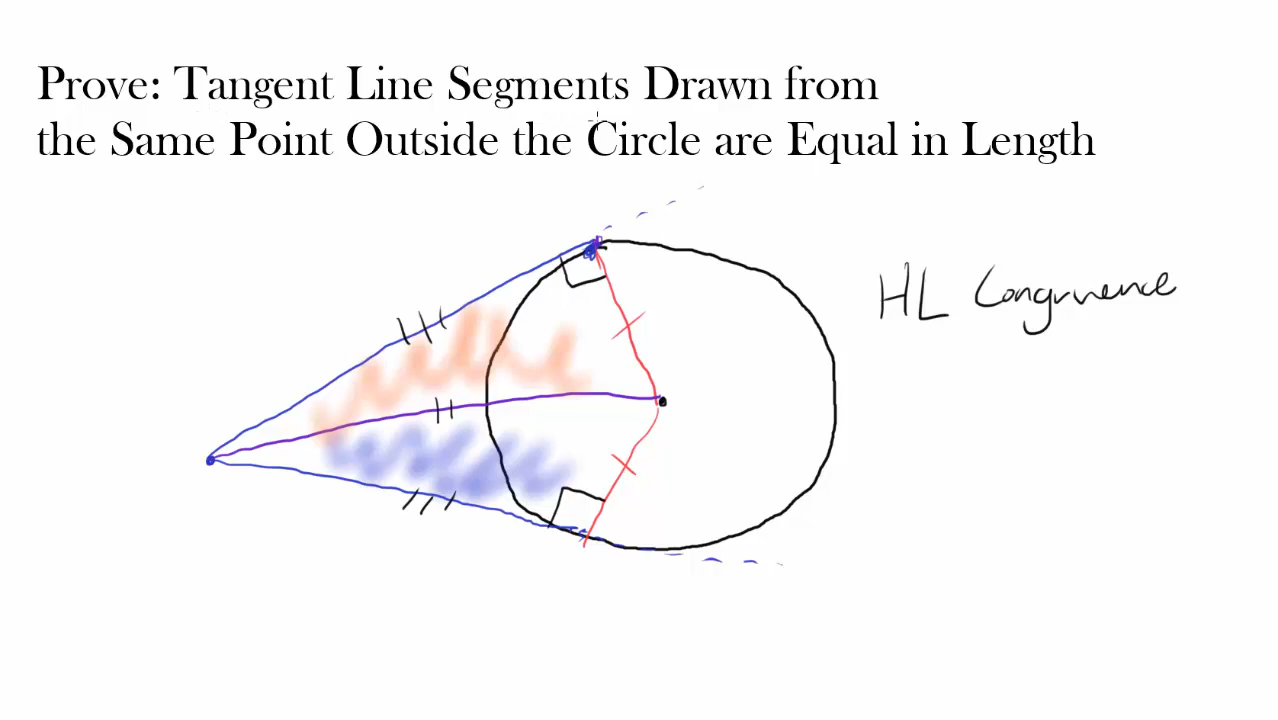 Prove: Tangent Line Segments Drawn from
the Same Point Outside the Circle are Equal in Length
HL Congruence